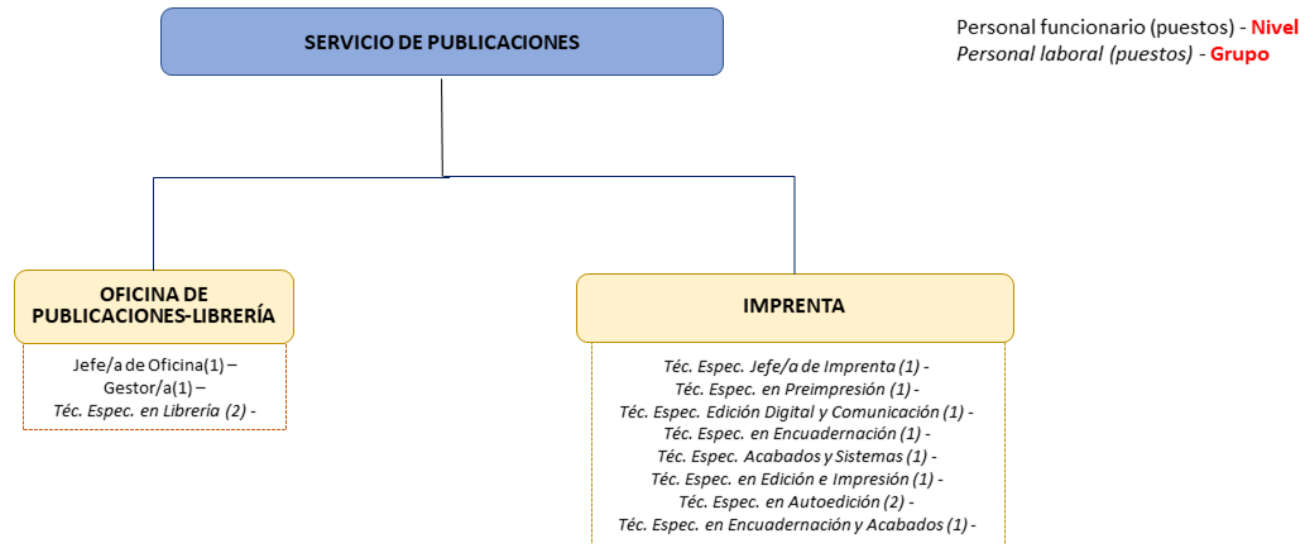 SERVICIO DE PUBLICACIONES
Personal funcionario (puestos) - Nivel
Personal laboral (puestos) - Grupo
OFICINA DE
PUBLICACIONES-LIBRERÍA
Jefe/a de Oficina(1) –
Gestor/a(1) –
Téc. Espec. en Librería (2) -
IMPRENTA
Téc. Espec. Jefe/a de Imprenta (1) -
Téc. Espec. en Preimpresión (1) -
Téc. Espec. Edición Digital y Comunicación (1) -
Téc. Espec. en Encuadernación (1) -
Téc. Espec. Acabados y Sistemas (1) -
Téc. Espec. en Edición e Impresión (1) -
Téc. Espec. en Autoedición (2) -
Téc. Espec. en Encuadernación y Acabados (1) -